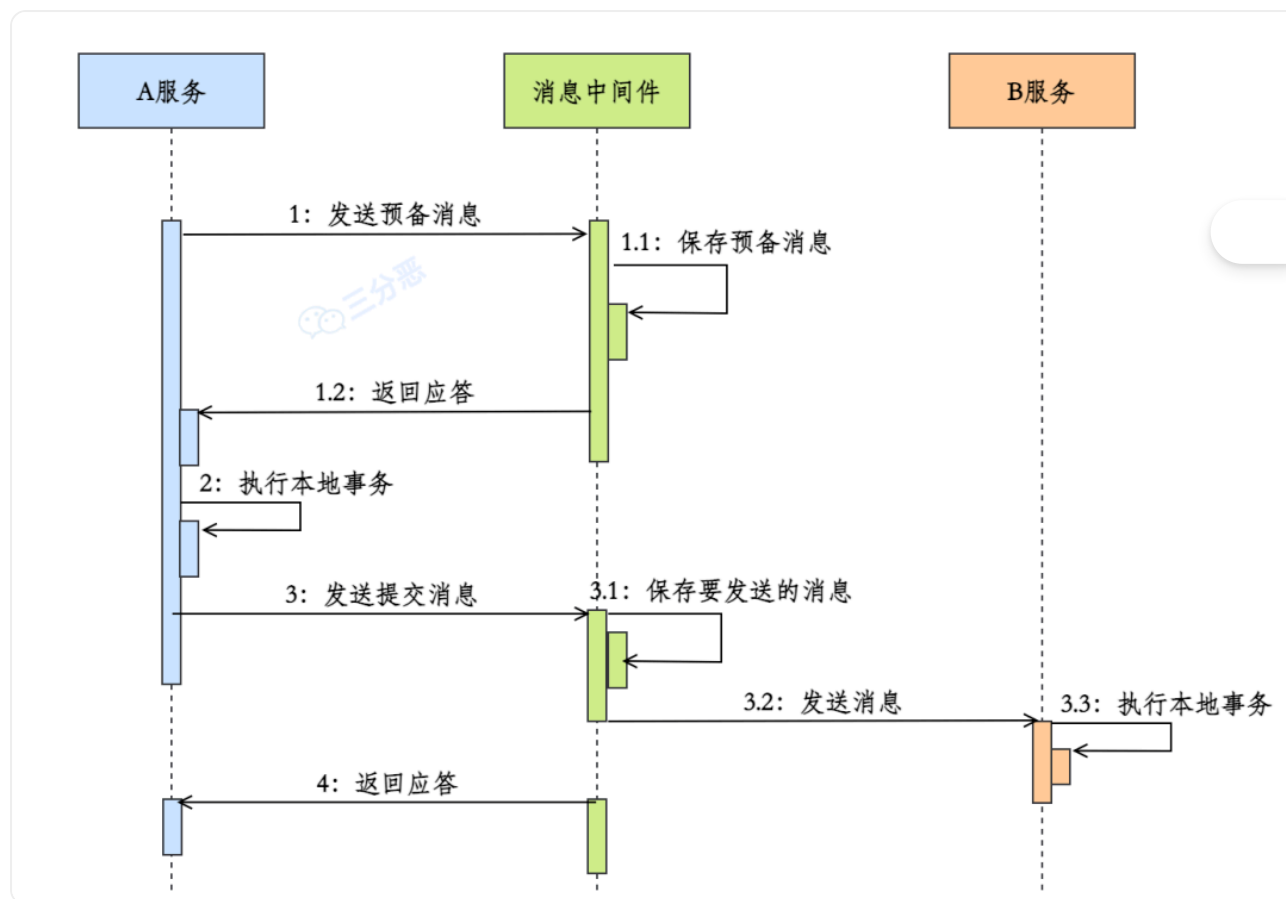 A服务
消息中间件
B服务
1：发送预备消息
1.1：保存预备消息
三分恶
1.2：返回应答
2：执行本地事务
3：发送提交消息
3.1：保存要发送的消息
3.2：发送消息
3.3：执行本地事务
4：返回应答